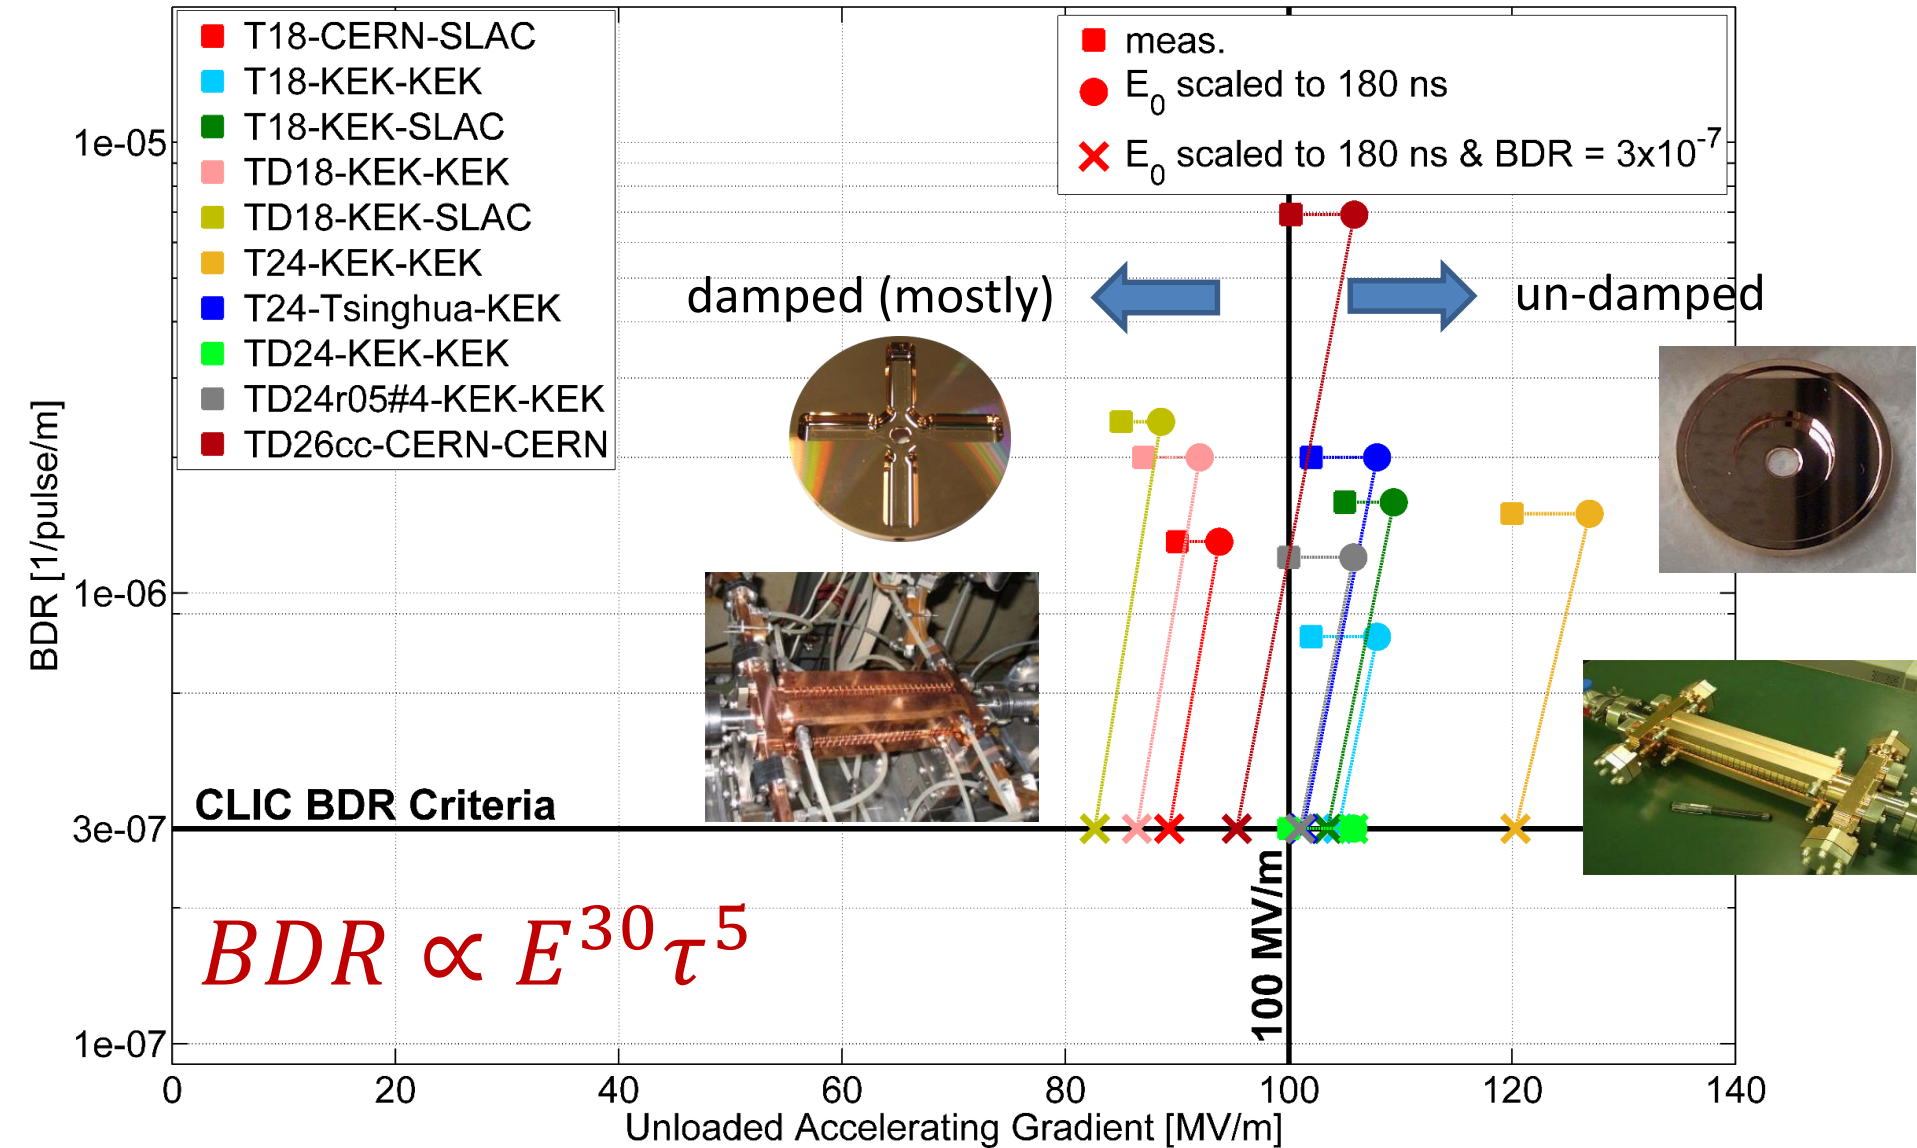 T18-CERN-SLAC
T18-KEK-KEK
T18-KEK-SLAC
TD18-KEK-KEK
TD18-KEK-SLAC
T24-KEK-KEK
T24-Tsinghua-KEK
TD24-KEK-KEK
TD24r05#4-KEK-KEK
TD26cc-CERN-CERN
meas.
E₀ scaled to 180 ns
E₀ scaled to 180 ns & BDR = 3x10⁻⁷
damped (mostly)
un-damped
BDR [1/pulse/m]
1e-05
1e-06
3e-07
1e-07
CLIC BDR Criteria
100 MV/m
BDR ∝ E³⁰τ⁵
0 20 40 60 80 100 120 140
Unloaded Accelerating Gradient [MV/m]